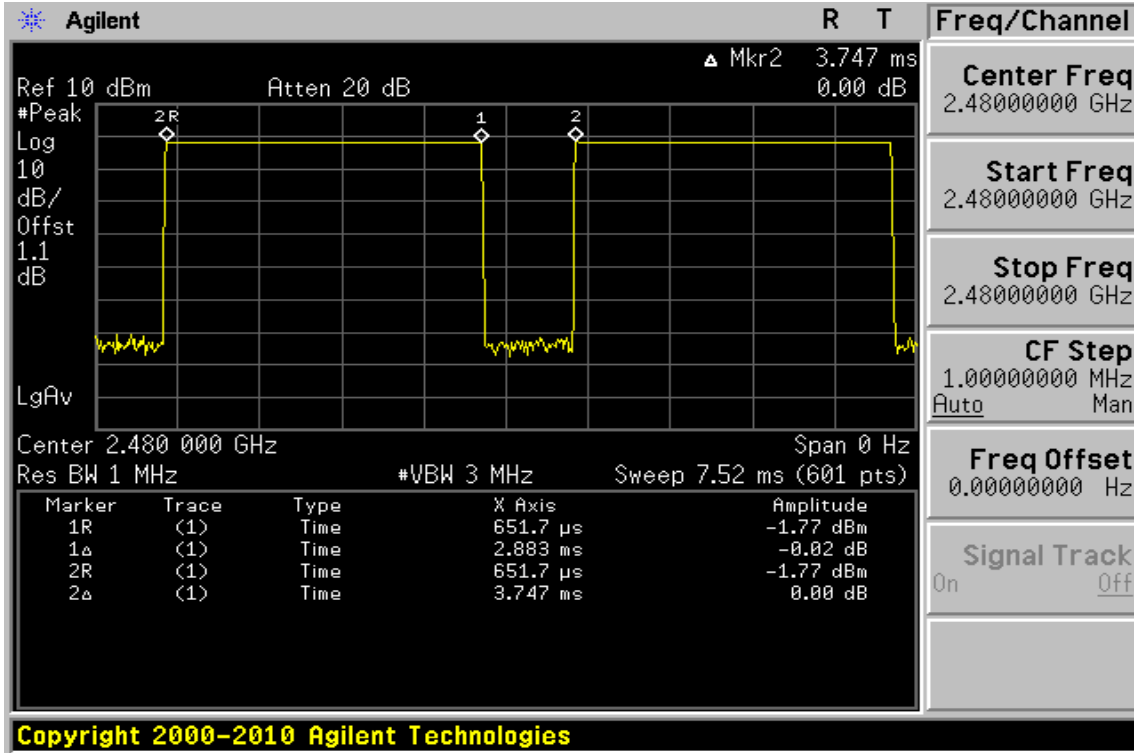 Agilent R T
Freq/Channel
Δ Mkr2 3.747 ms
Ref 10 dBm Atten 20 dB 0.00 dB
#Peak
Log
10
dB/
Offst
1.1
dB
LgAv
2R
1
2
Center 2.480 000 GHz Span 0 Hz
Res BW 1 MHz #VBW 3 MHz Sweep 7.52 ms (601 pts)
Marker Trace Type X Axis Amplitude
1R (1) Time 651.7 µs -1.77 dBm
1Δ (1) Time 2.883 ms -0.02 dB
2R (1) Time 651.7 µs -1.77 dBm
2Δ (1) Time 3.747 ms 0.00 dB
Center Freq
2.48000000 GHz
Start Freq
2.48000000 GHz
Stop Freq
2.48000000 GHz
CF Step
1.00000000 MHz
Auto Man
Freq Offset
0.00000000 Hz
Signal Track
On Off
Copyright 2000-2010 Agilent Technologies